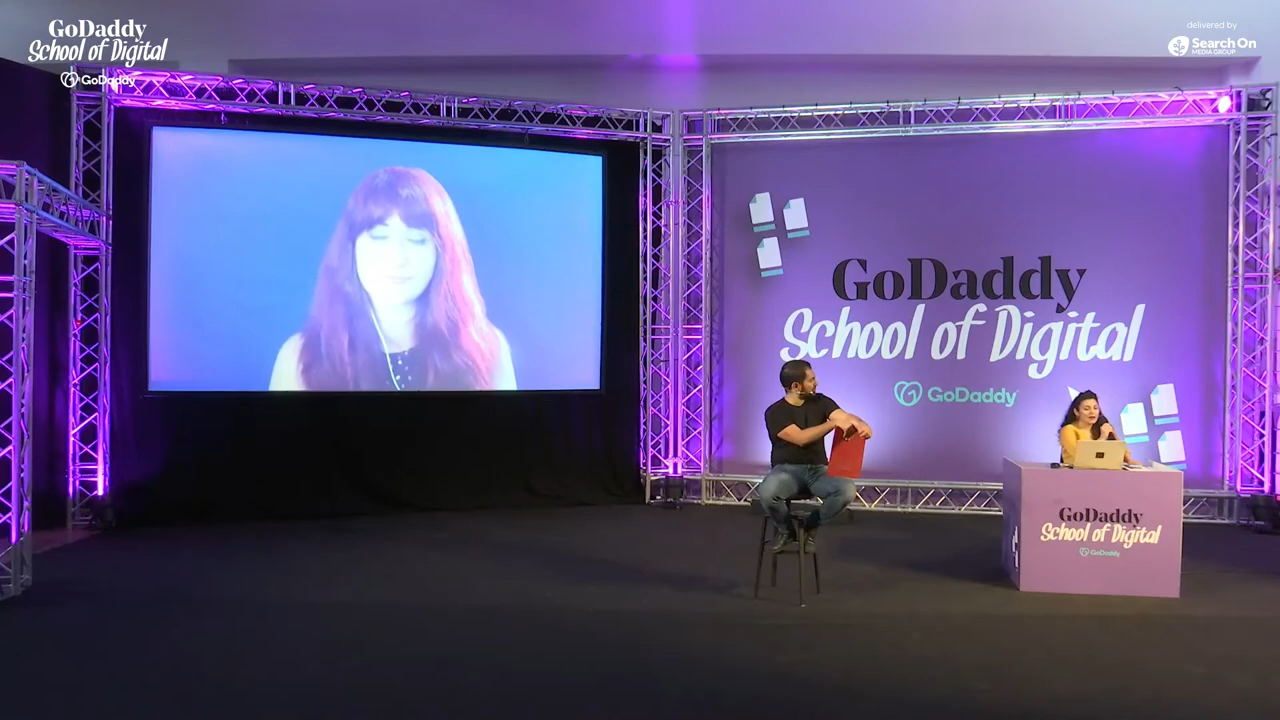 GoDaddy
School of Digital
GoDaddy
delivered by
Search On
MEDIA GROUP
GoDaddy
School of Digital
GoDaddy
GoDaddy
School of Digital
GoDaddy